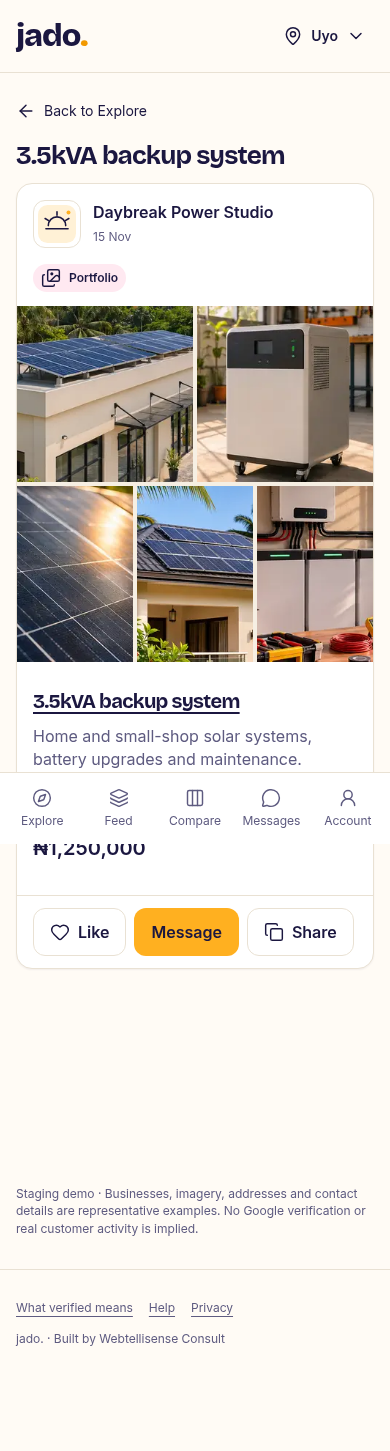 jado.
Uyo
Back to Explore
3.5kVA backup system
Daybreak Power Studio
15 Nov
Portfolio
3.5kVA backup system
Home and small-shop solar systems,
battery upgrades and maintenance.
Explore
Feed
Compare
Messages
Account
₦1,250,000
Like
Message
Share
Staging demo · Businesses, imagery, addresses and contact
details are representative examples. No Google verification or
real customer activity is implied.
What verified means Help Privacy
jado. · Built by Webtellisense Consult